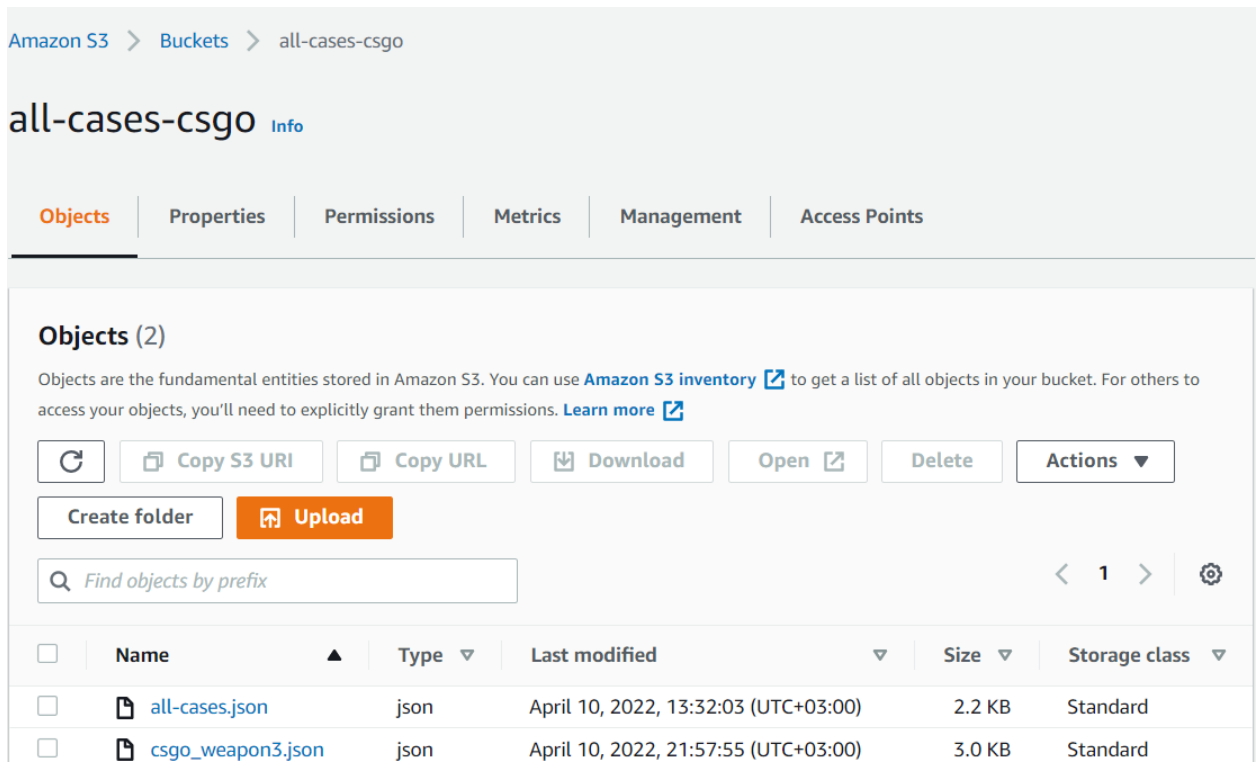 Amazon S3 > Buckets > all-cases-csgo
all-cases-csgo Info
Objects Properties Permissions Metrics Management Access Points
Objects (2)
Objects are the fundamental entities stored in Amazon S3. You can use Amazon S3 inventory to get a list of all objects in your bucket. For others to
access your objects, you'll need to explicitly grant them permissions. Learn more
Copy S3 URI Copy URL Download Open Delete Actions
Create folder Upload
Find objects by prefix < 1 >
Name Type Last modified Size Storage class
all-cases.json json April 10, 2022, 13:32:03 (UTC+03:00) 2.2 KB Standard
csgo_weapon3.json json April 10, 2022, 21:57:55 (UTC+03:00) 3.0 KB Standard